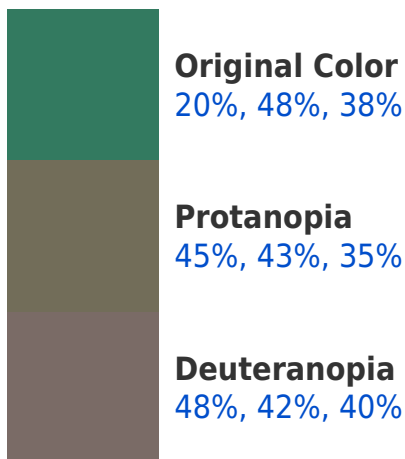 Original Color
20%, 48%, 38%
Protanopia
45%, 43%, 35%
Deuteranopia
48%, 42%, 40%